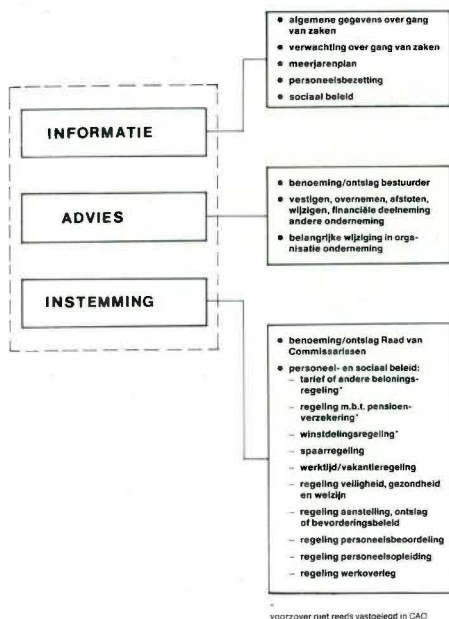 INFORMATIE
• algemene gegevens over gang
van zaken
• verwachting over gang van zaken
• meerjarenplan
• personeelsbezetting
• sociaal beleid
ADVIES
• benoeming/ontslag bestuurder
• vestigen, overnemen, afstoten,
wijzigen, financiële deelneming
andere onderneming
• belangrijke wijziging in orga-
nisatie onderneming
INSTEMMING
• benoeming/ontslag Raad van
Commissarissen
• personeel- en sociaal beleid:
– tarief of andere belonings-
regeling*
– regeling m.b.t. pensioen-
verzekering*
– winstdelingsregeling*
– spaarregeling
– werktijd/vakantieregeling
– regeling veiligheid, gezondheid
en welzijn
– regeling aanstelling, ontslag
of bevorderingsbeleid
– regeling personeelsbeoordeling
– regeling personeelsopleiding
– regeling werkoverleg
*
voorzover niet reeds vastgelegd in CAO